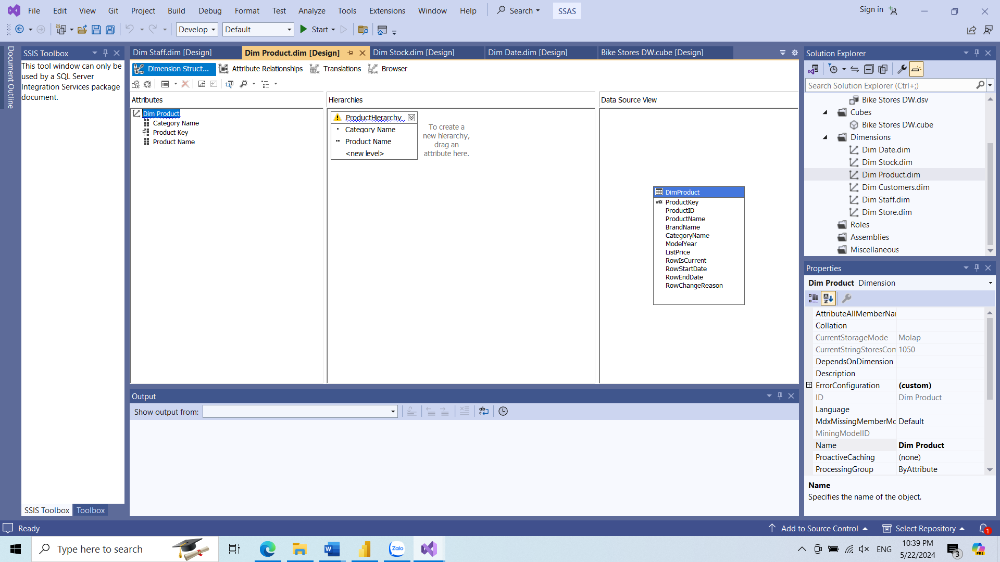 File Edit View Git Project Build Debug Format Test Analyze Tools Extensions Window Help Search SSAS Sign in
Develop Default Start
Document Outline
SSIS Toolbox
This tool window can only be
used by a SQL Server
Integration Services package
document.
SSIS Toolbox Toolbox
Dim Staff.dim [Design] Dim Product.dim [Design] Dim Stock.dim [Design] Dim Date.dim [Design] Bike Stores DW.cube [Design]
Dimension Struct... Attribute Relationships Translations Browser
Attributes
Dim Product
Category Name
Product Key
Product Name
Hierarchies
ProductHierarchy
Category Name
Product Name
<new level>
To create a
new hierarchy,
drag an
attribute here.
Data Source View
DimProduct
ProductKey
ProductID
ProductName
BrandName
CategoryName
ModelYear
ListPrice
RowIsCurrent
RowStartDate
RowEndDate
RowChangeReason
Output
Show output from:
Solution Explorer
Search Solution Explorer (Ctrl+;)
Bike Stores DW.dsv
Cubes
Bike Stores DW.cube
Dimensions
Dim Date.dim
Dim Stock.dim
Dim Product.dim
Dim Customers.dim
Dim Staff.dim
Dim Store.dim
Roles
Assemblies
Miscellaneous
Properties
Dim Product Dimension
AttributeAllMemberNa
Collation
CurrentStorageMode Molap
CurrentStringStoresCom 1050
DependsOnDimension
Description
ErrorConfiguration (custom)
ID Dim Product
Language
MdxMissingMemberMo Default
MiningModelID
Name Dim Product
ProactiveCaching (none)
ProcessingGroup ByAttribute
Name
Specifies the name of the object.
Ready Add to Source Control Select Repository 1
Type here to search Zalo ENG 10:39 PM 3 PRE
5/22/2024